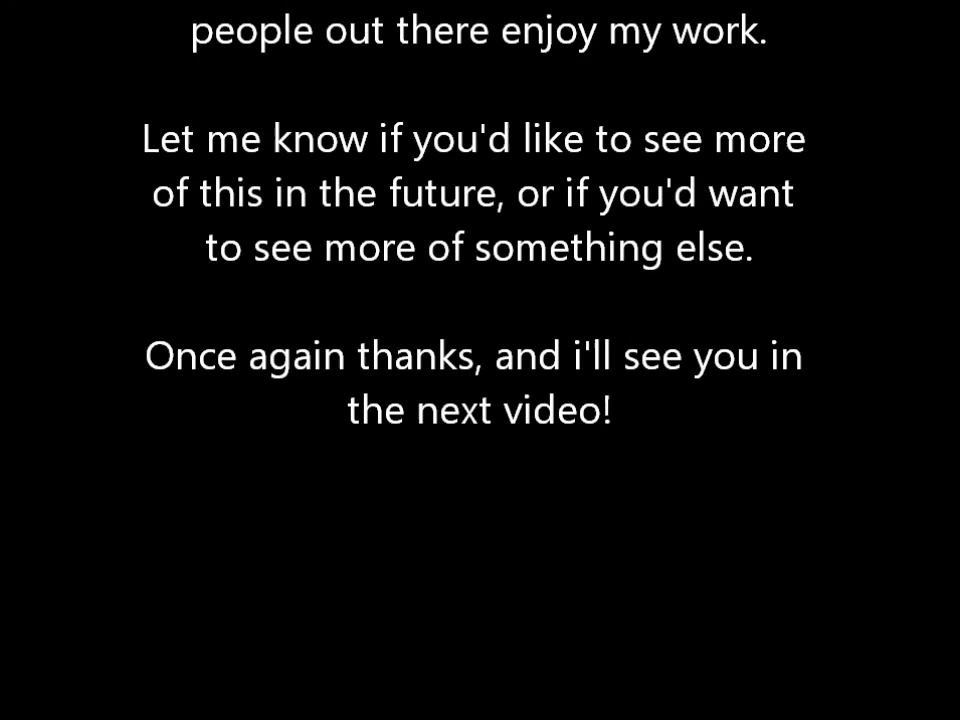 people out there enjoy my work.
Let me know if you'd like to see more
of this in the future, or if you'd want
to see more of something else.
Once again thanks, and i'll see you in
the next video!